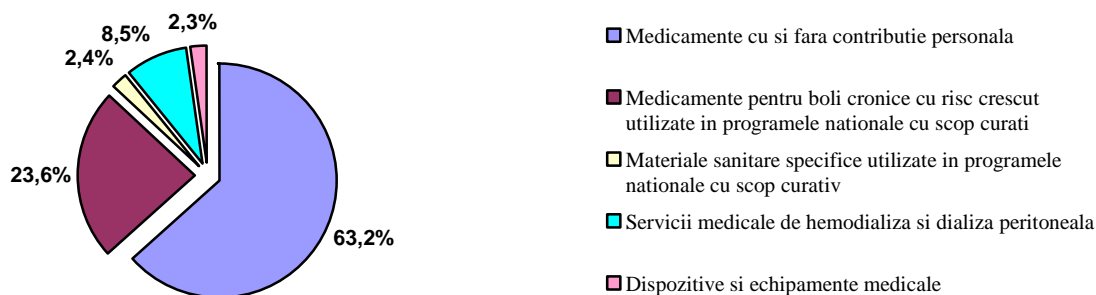 2,3%
8,5%
2,4%
23,6%
63,2%
Medicamente cu si fara contributie personala
Medicamente pentru boli cronice cu risc crescut
utilizate in programele nationale cu scop curati
Materiale sanitare specifice utilizate in programele
nationale cu scop curativ
Servicii medicale de hemodializa si dializa peritoneala
Dispozitive si echipamente medicale